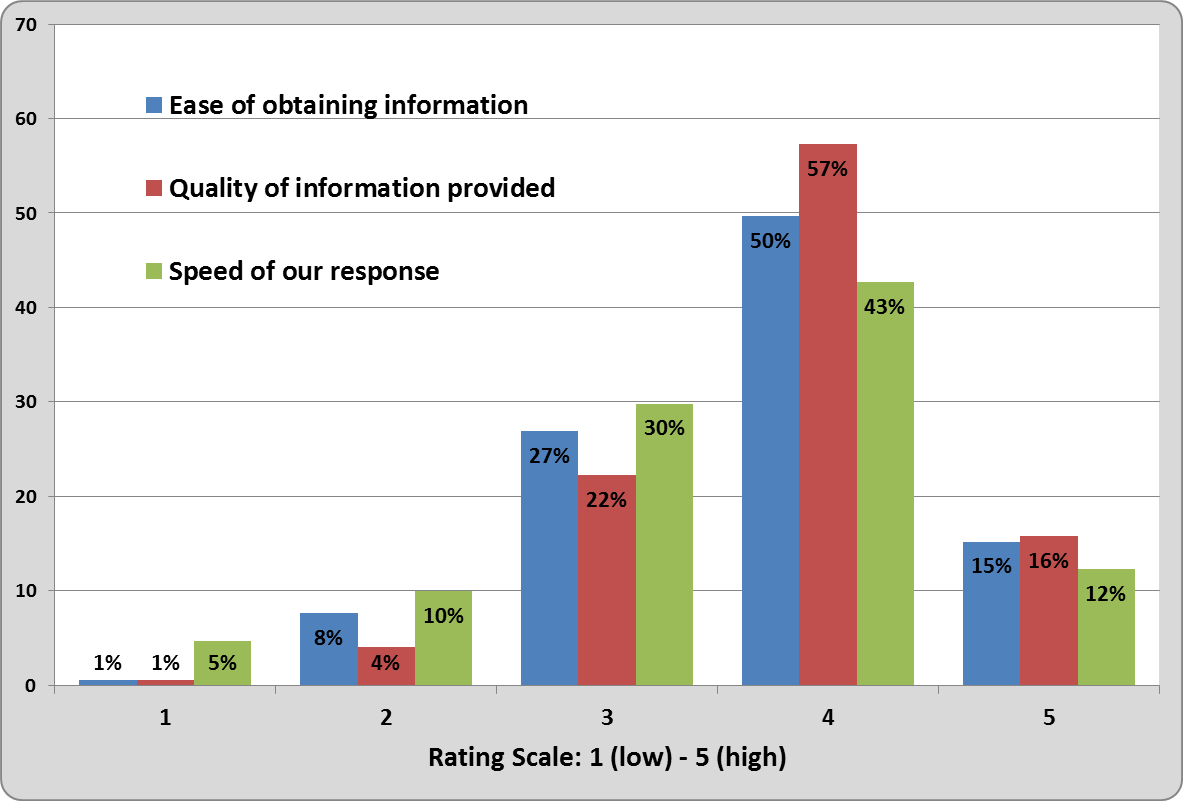 70
60
50
40
30
20
10
0
Ease of obtaining information
Quality of information provided
Speed of our response
1% 1% 5%
8% 4% 10%
27% 22% 30%
50% 57% 43%
15% 16% 12%
1 2 3 4 5
Rating Scale: 1 (low) - 5 (high)